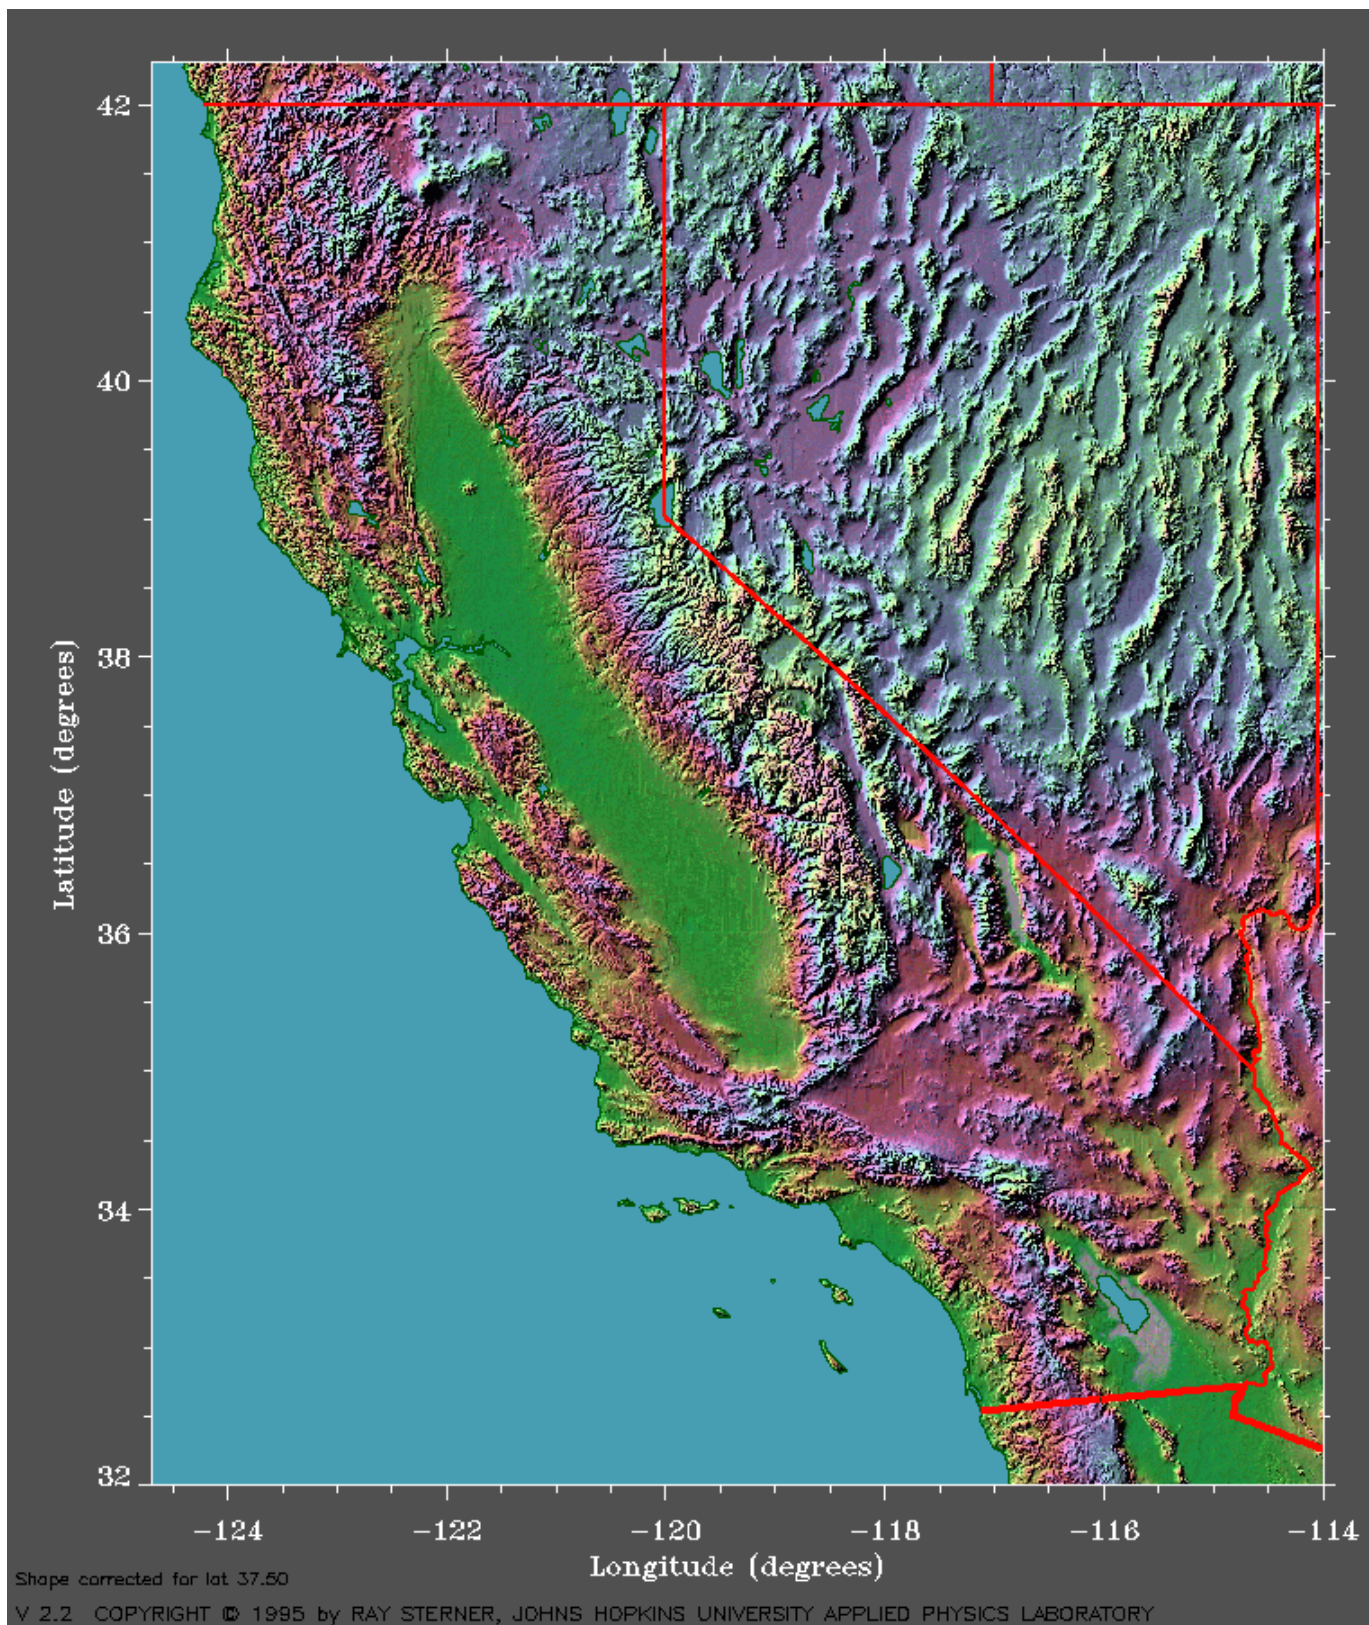 42
40
38
36
34
32
Latitude (degrees)
-124 -122 -120 -118 -116 -114
Longitude (degrees)
Shape corrected for lat 37.50
V 2.2 COPYRIGHT © 1995 by RAY STERNER, JOHNS HOPKINS UNIVERSITY APPLIED PHYSICS LABORATORY